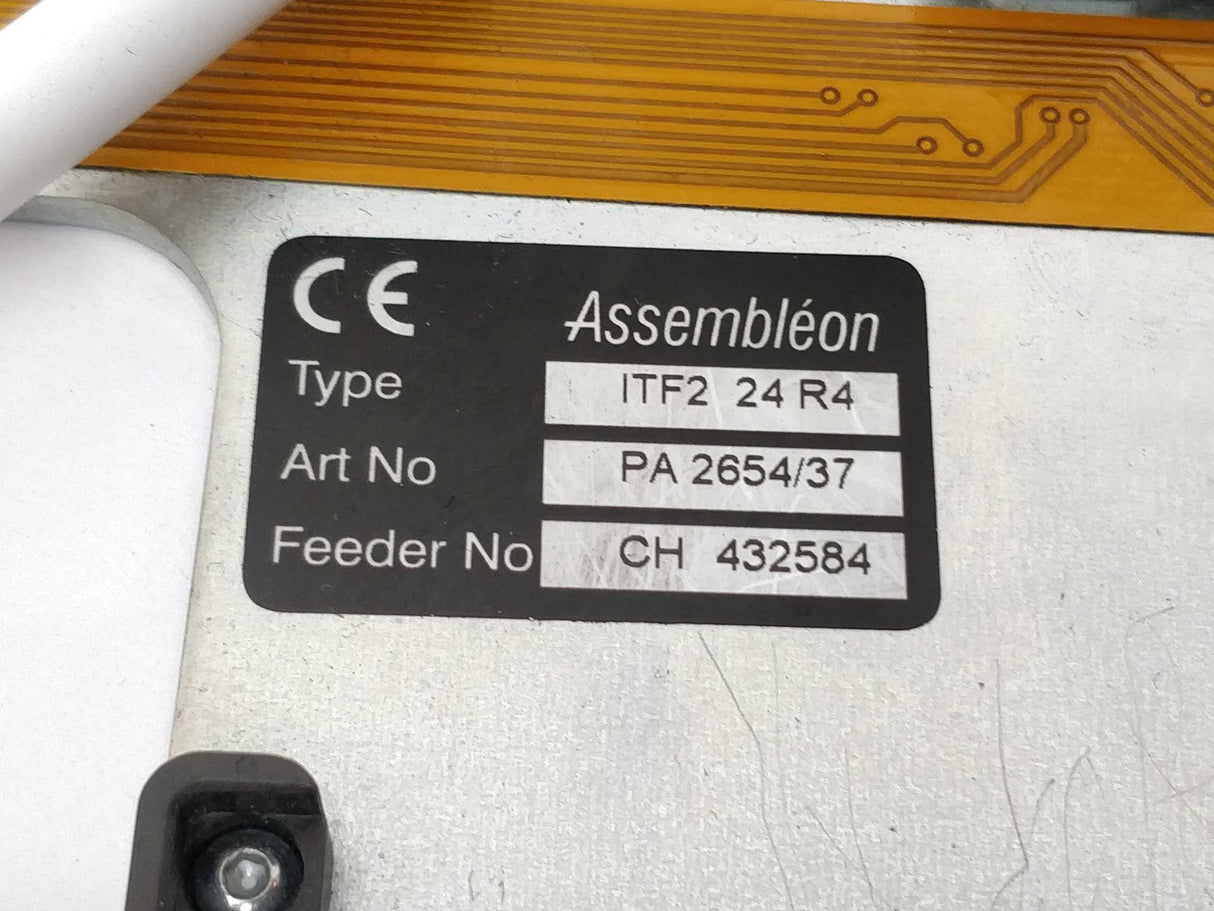 CE
Assembléon
Type ITF2 24 R4
Art No PA 2654/37
Feeder No CH 432584